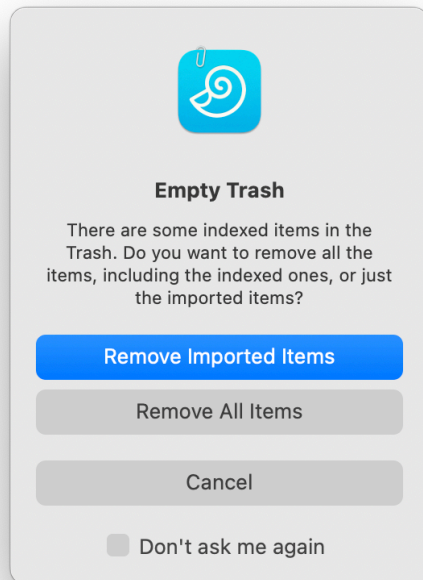 Empty Trash
There are some indexed items in the
Trash. Do you want to remove all the
items, including the indexed ones, or just
the imported items?
Remove Imported Items
Remove All Items
Cancel
Don't ask me again